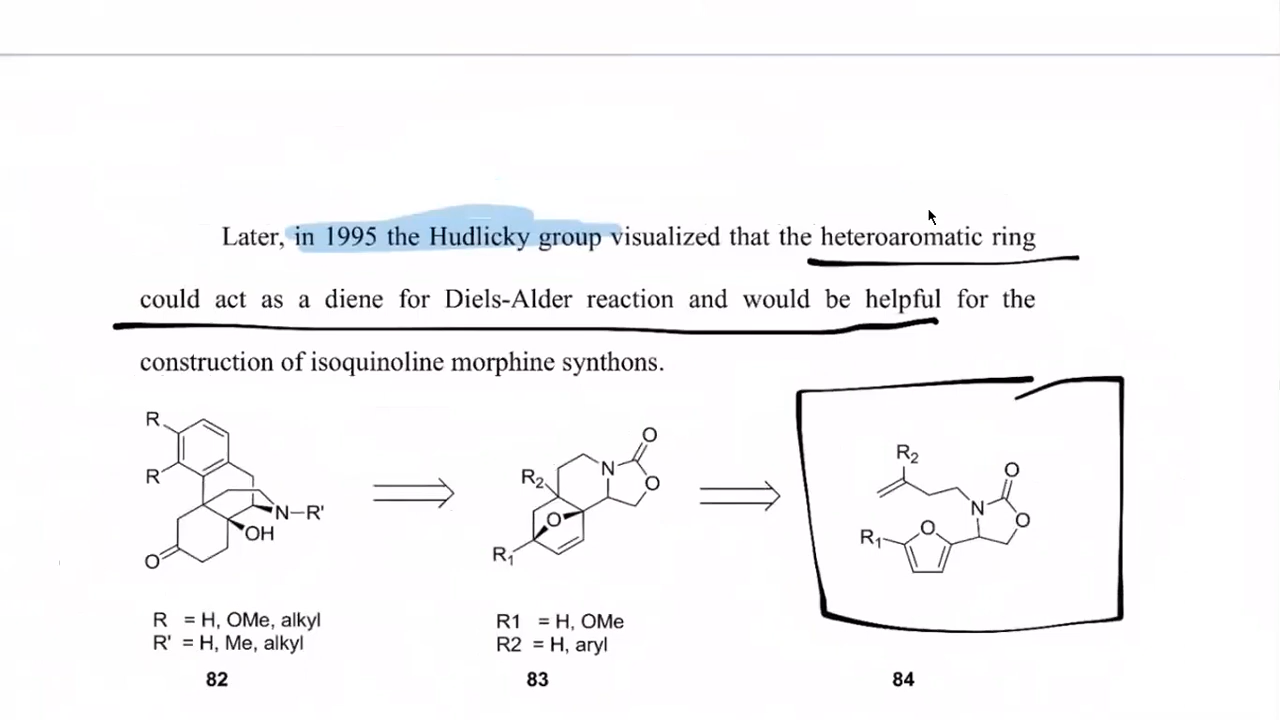 Later, in 1995 the Hudlicky group visualized that the heteroaromatic ring
could act as a diene for Diels-Alder reaction and would be helpful for the
construction of isoquinoline morphine synthons.
R
R
N–R'
OH
O
R = H, OMe, alkyl
R' = H, Me, alkyl
82
O
R2
N
O
O
R1
R1 = H, OMe
R2 = H, aryl
83
R2
O
N
O
O
R1
84